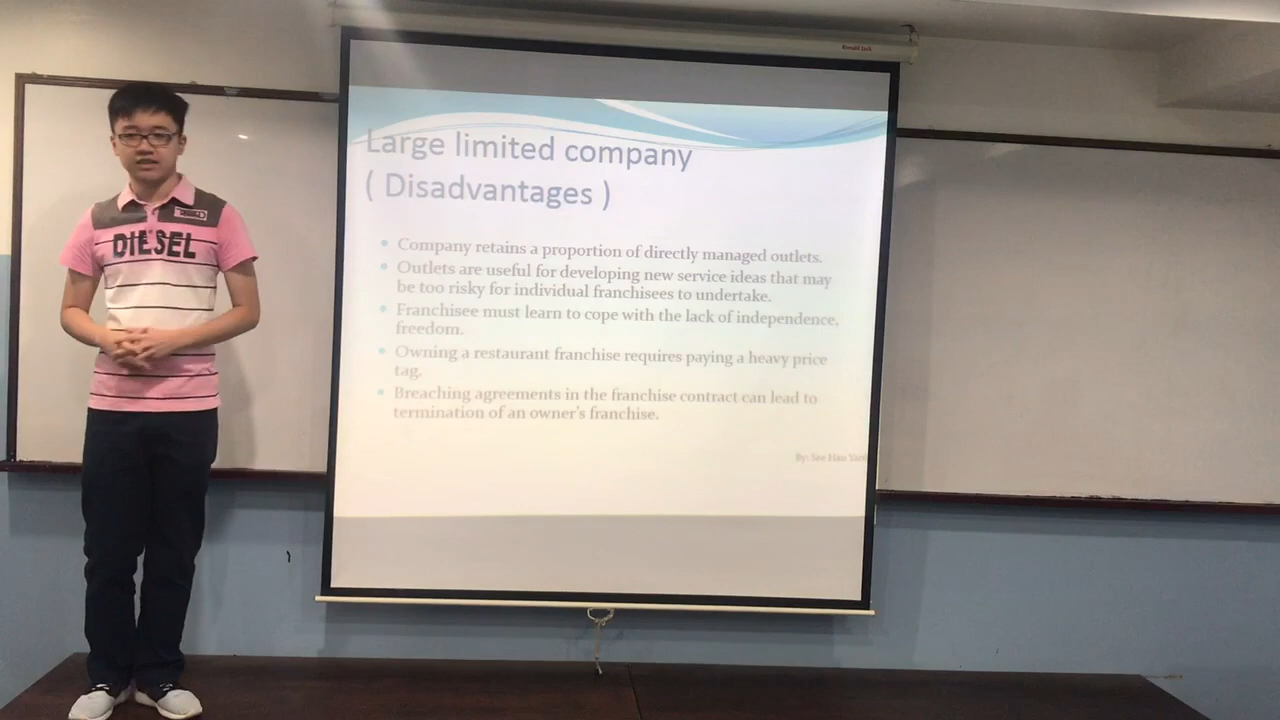 Large limited company
( Disadvantages )
Company retains a proportion of directly managed outlets.
Outlets are useful for developing new service ideas that may
be too risky for individual franchisees to undertake.
Franchisee must learn to cope with the lack of independence,
freedom.
Owning a restaurant franchise requires paying a heavy price
tag.
Breaching agreements in the franchise contract can lead to
termination of an owner's franchise.
By: See Hau
DIESEL